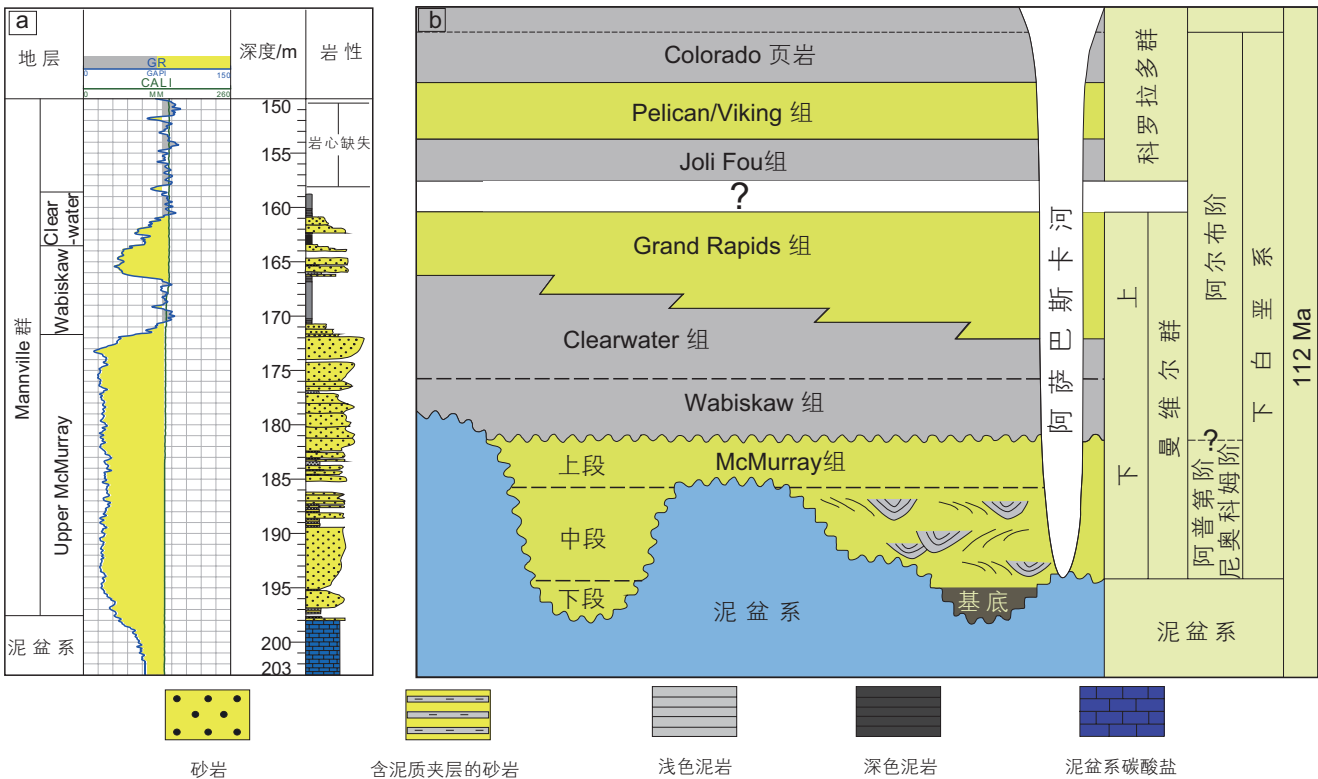 a
地层
GR
0 GAPI 150
CALI
0 MM 260
深度/m
岩性
Mannville 群
Clear
-water
Wabiskaw
Upper McMurray
泥盆系
150
155
160
165
170
175
180
185
190
195
200
203
岩心缺失
b
Colorado 页岩
Pelican/Viking 组
Joli Fou组
?
Grand Rapids 组
Clearwater 组
Wabiskaw 组
McMurray组
上段
中段
下段
泥盆系
基底
阿萨巴斯卡河
科罗拉多群
上
下
曼维尔群
阿尔布阶
?
阿普第阶
尼奥科姆阶
下白垩系
112 Ma
泥盆系
砂岩
含泥质夹层的砂岩
浅色泥岩
深色泥岩
泥盆系碳酸盐